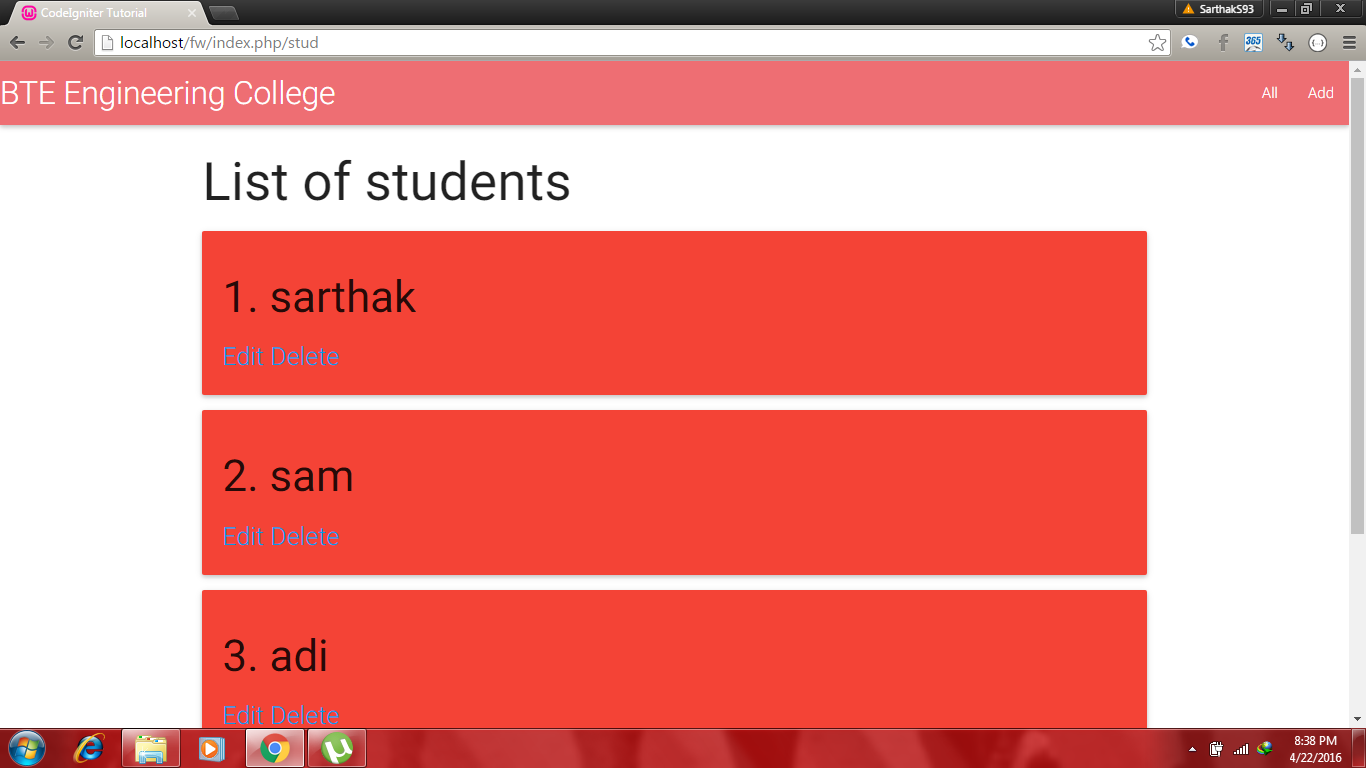 CodeIgniter Tutorial
SarthakS93
localhost/fw/index.php/stud
365
BTE Engineering College
All Add
List of students
1. sarthak
Edit Delete
2. sam
Edit Delete
3. adi
Edit Delete
8:38 PM
4/22/2016